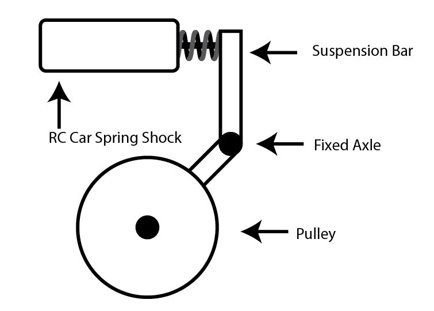 Suspension Bar
RC Car Spring Shock
Fixed Axle
Pulley